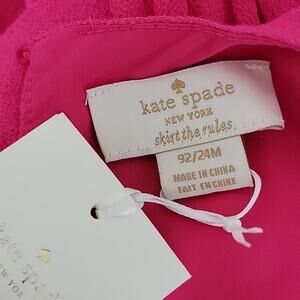 kate spade
NEW YORK
skirt the rules
92/24M
MADE IN CHINA
FAIT EN CHINE
kate spade
NEW YORK